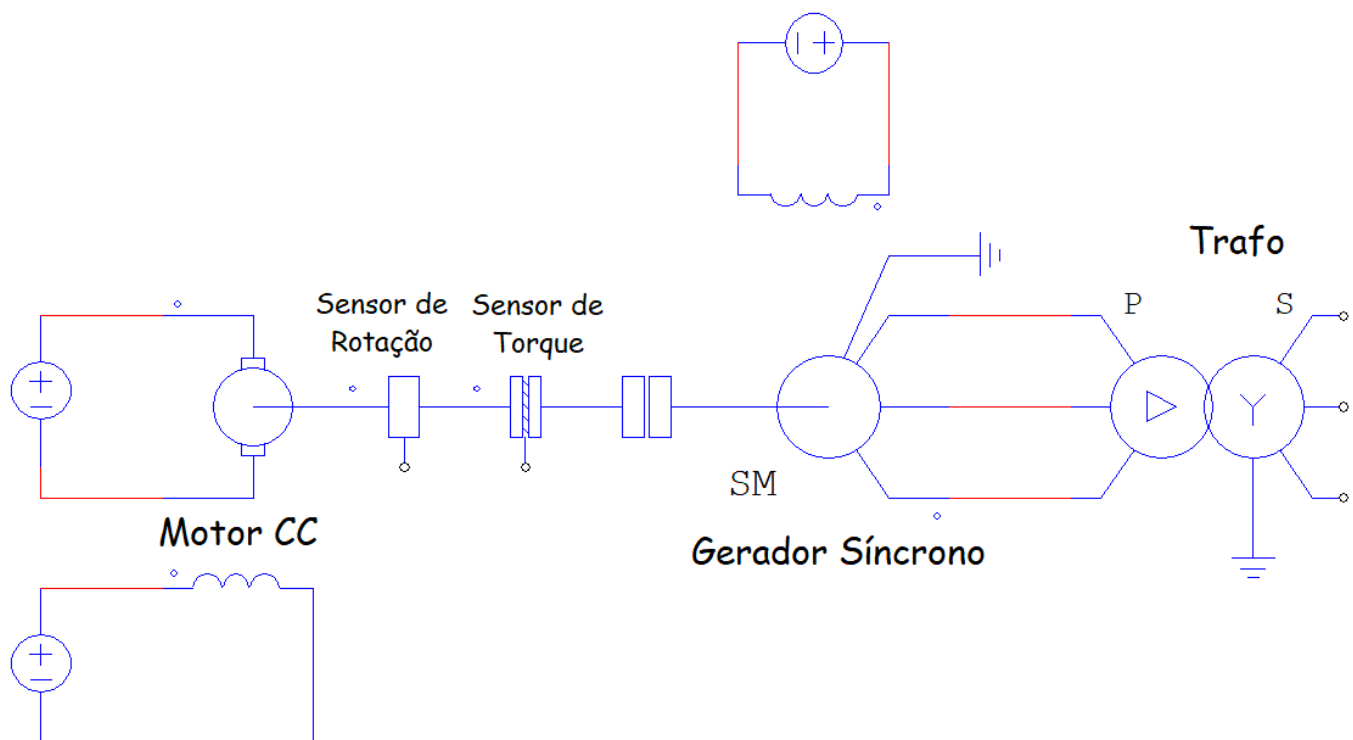 Trafo
Sensor de
Rotação
Sensor de
Torque
P
S
SM
Motor CC
Gerador Síncrono
Y